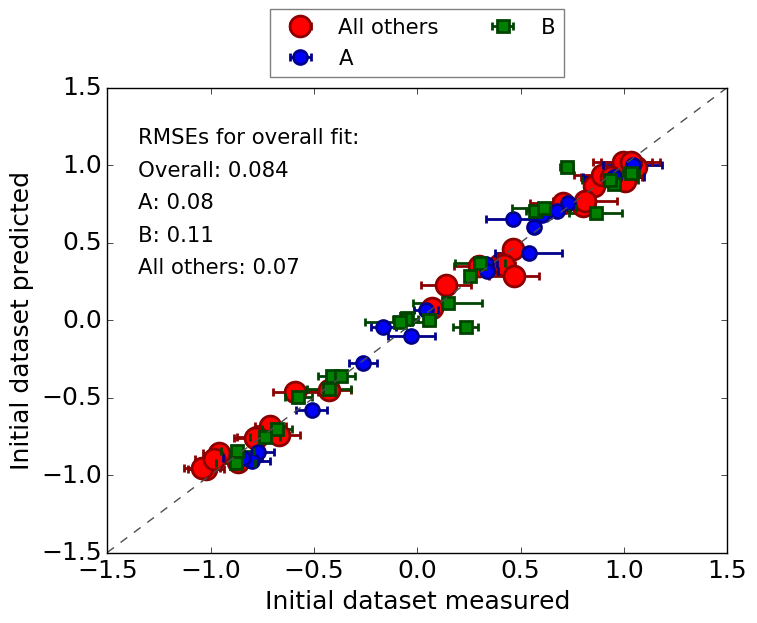 All others B
A
1.5
1.0
0.5
0.0
−0.5
−1.0
−1.5
Initial dataset predicted
RMSEs for overall fit:
Overall: 0.084
A: 0.08
B: 0.11
All others: 0.07
−1.5 −1.0 −0.5 0.0 0.5 1.0 1.5
Initial dataset measured